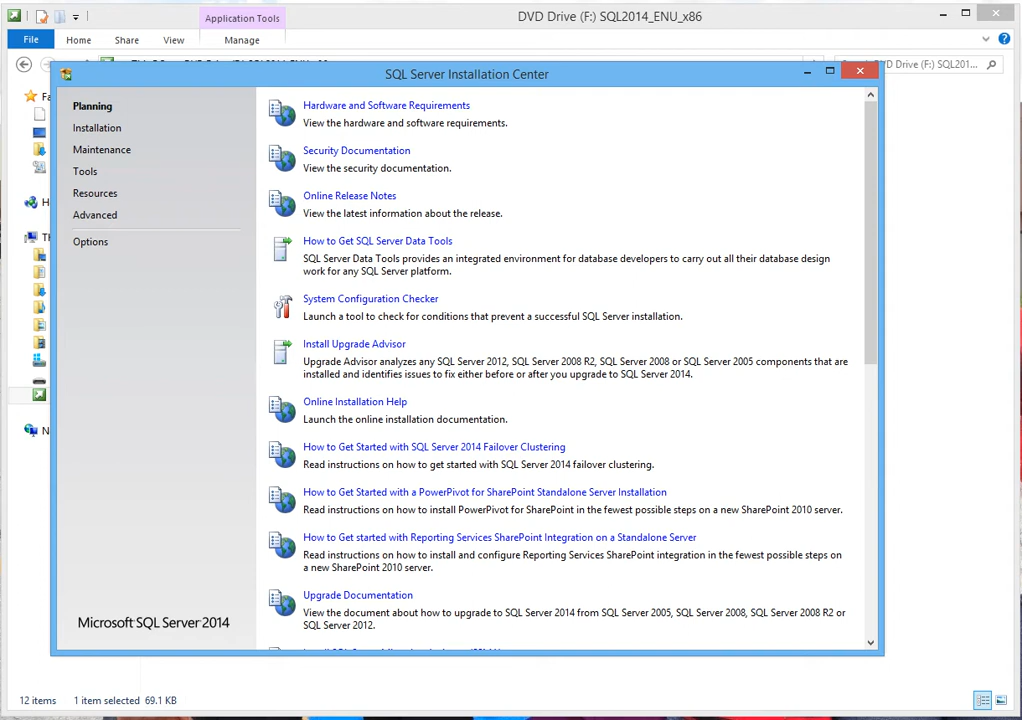 Application Tools
DVD Drive (F:) SQL2014_ENU_x86
File
Home
Share
View
Manage
DVD Drive (F:) SQL201...
SQL Server Installation Center
Planning
Installation
Maintenance
Tools
Resources
Advanced
Options
Microsoft SQL Server 2014
Hardware and Software Requirements
View the hardware and software requirements.
Security Documentation
View the security documentation.
Online Release Notes
View the latest information about the release.
How to Get SQL Server Data Tools
SQL Server Data Tools provides an integrated environment for database developers to carry out all their database design
work for any SQL Server platform.
System Configuration Checker
Launch a tool to check for conditions that prevent a successful SQL Server installation.
Install Upgrade Advisor
Upgrade Advisor analyzes any SQL Server 2012, SQL Server 2008 R2, SQL Server 2008 or SQL Server 2005 components that are
installed and identifies issues to fix either before or after you upgrade to SQL Server 2014.
Online Installation Help
Launch the online installation documentation.
How to Get Started with SQL Server 2014 Failover Clustering
Read instructions on how to get started with SQL Server 2014 failover clustering.
How to Get Started with a PowerPivot for SharePoint Standalone Server Installation
Read instructions on how to install PowerPivot for SharePoint in the fewest possible steps on a new SharePoint 2010 server.
How to Get started with Reporting Services SharePoint Integration on a Standalone Server
Read instructions on how to install and configure Reporting Services SharePoint integration in the fewest possible steps on
a new SharePoint 2010 server.
Upgrade Documentation
View the document about how to upgrade to SQL Server 2014 from SQL Server 2005, SQL Server 2008, SQL Server 2008 R2 or
SQL Server 2012.
12 items
1 item selected 69.1 KB